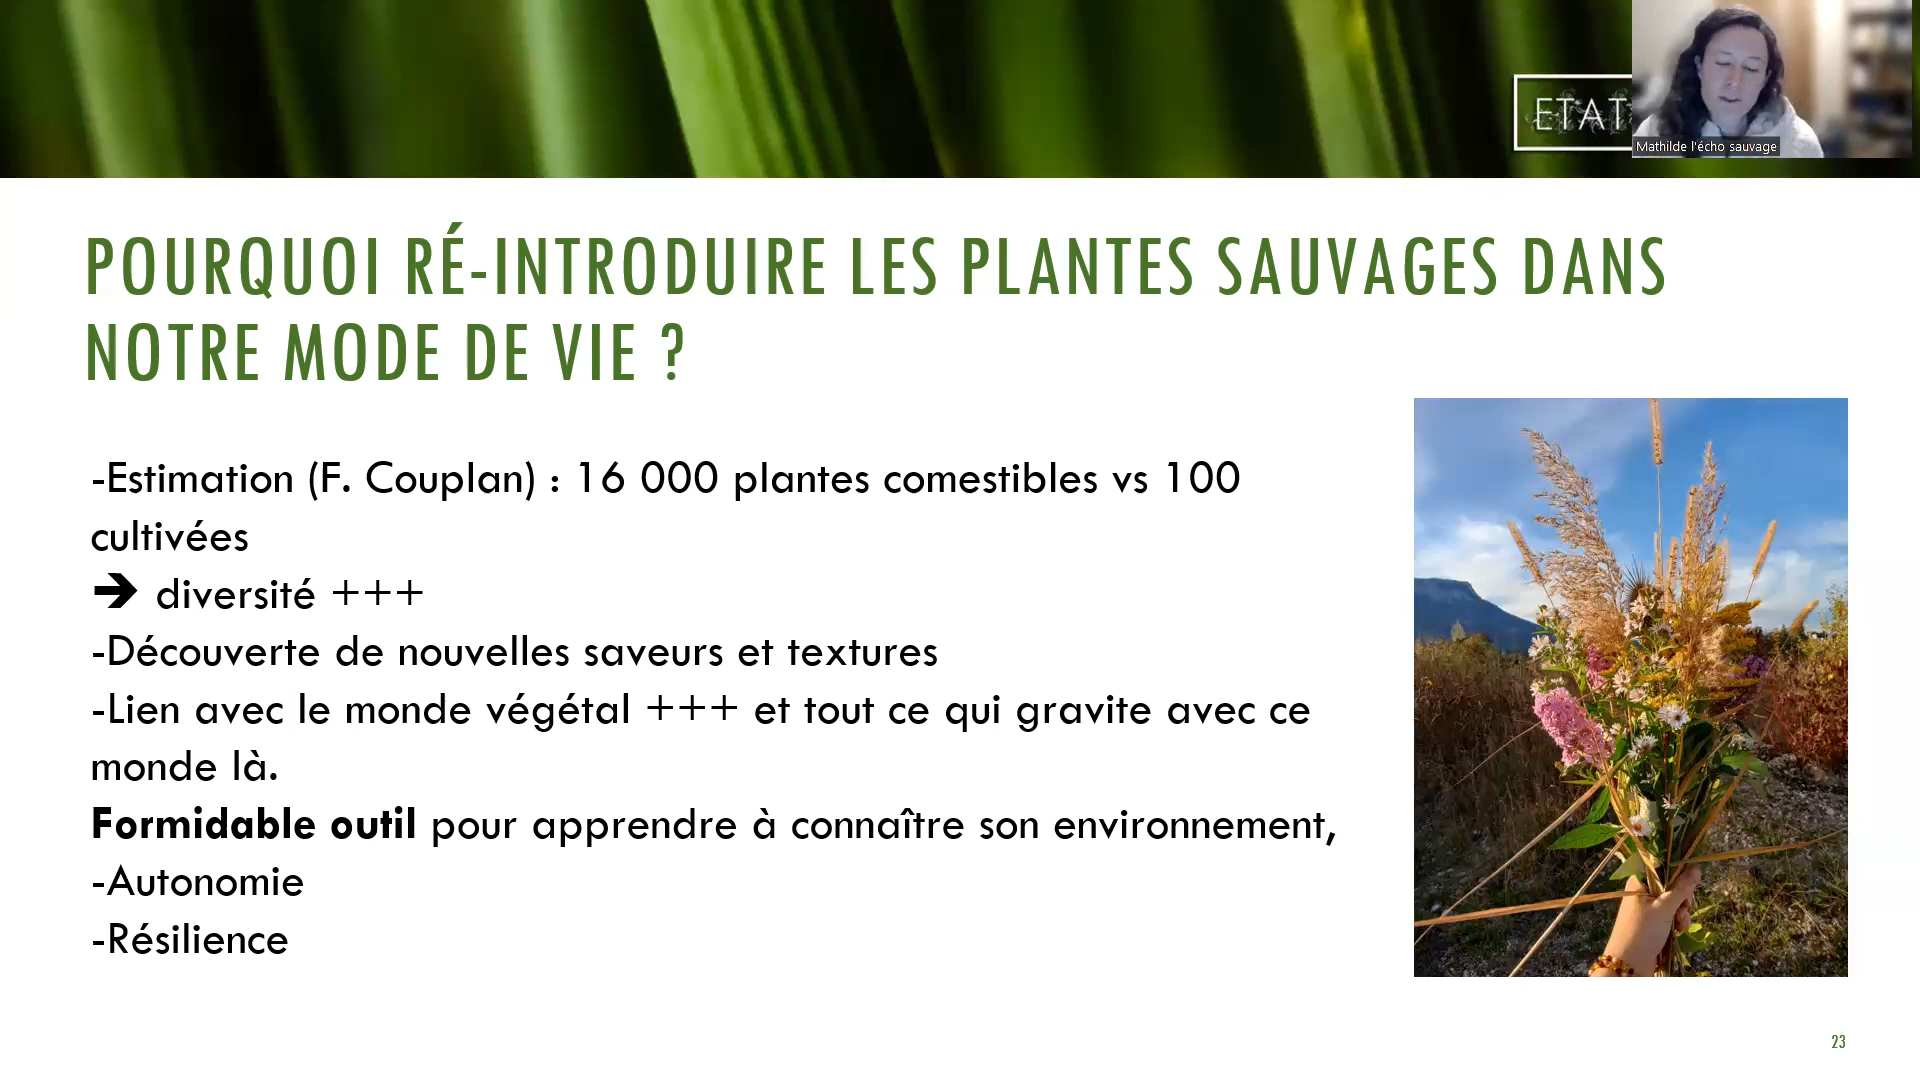 ETAT
Mathilde l'écho sauvage
POURQUOI RÉ-INTRODUIRE LES PLANTES SAUVAGES DANS
NOTRE MODE DE VIE ?
-Estimation (F. Couplan) : 16 000 plantes comestibles vs 100
cultivées
➔ diversité +++
-Découverte de nouvelles saveurs et textures
-Lien avec le monde végétal +++ et tout ce qui gravite avec ce
monde là.
Formidable outil pour apprendre à connaître son environnement,
-Autonomie
-Résilience
23